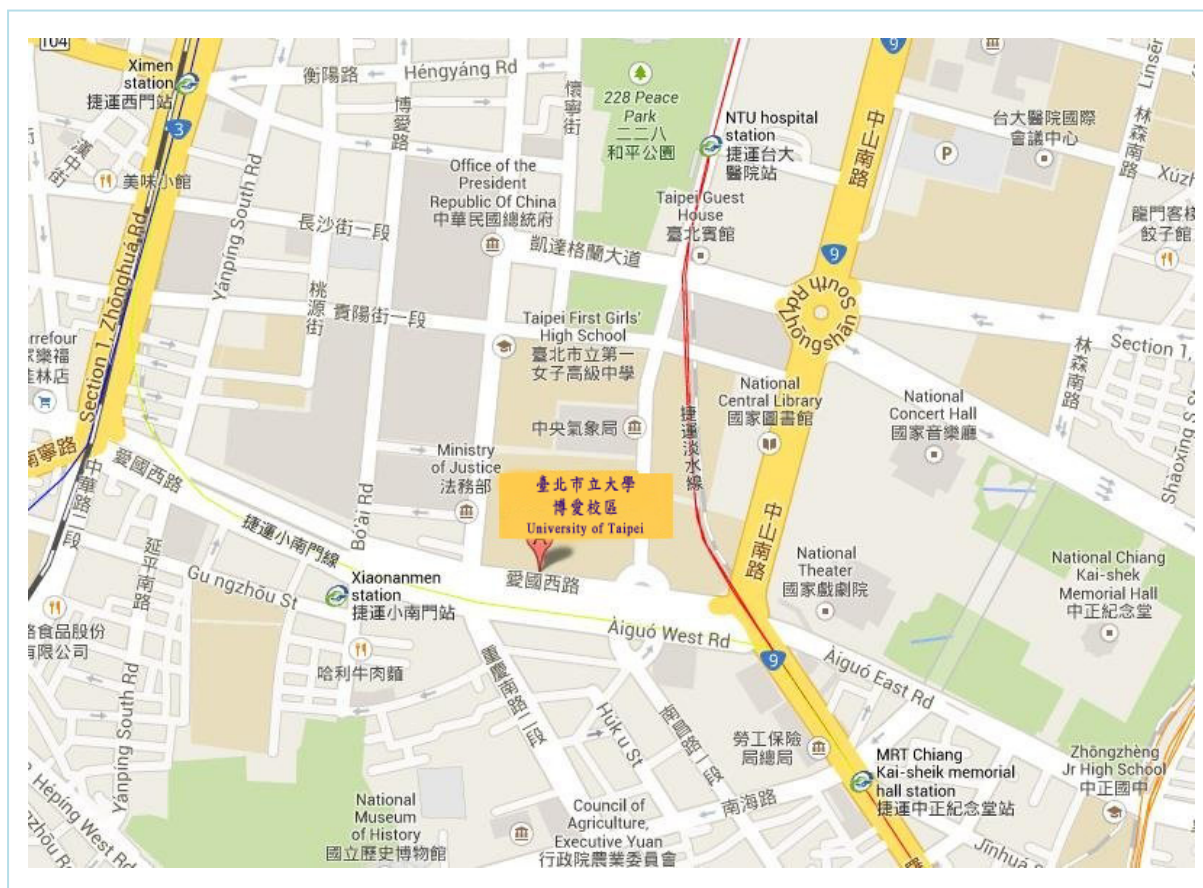 104
Ximen
station
捷運西門站
3
漢中街
美味小館
衡陽路
Héngyáng Rd
博愛路
懷寧街
228 Peace
Park
二二八
和平公園
NTU hospital
station
捷運台大
醫院站
9
中山南路
P
台大醫院國際
會議中心
Linsēn
林森南路
Xúzh
龍門客棧
餃子館
Office of the
President
Republic Of China
中華民國總統府
Taipei Guest
House
臺北賓館
Yánpíng South Rd
長沙街一段
凱達格蘭大道
9
Zhōngshān South Rd
Section 1, Zhōnghuá Rd
桃源街
貴陽街一段
Taipei First Girls'
High School
臺北市立第一
女子高級中學
Section 1,
arrefour
家樂福
桂林店
National
Central Library
國家圖書館
National
Concert Hall
國家音樂廳
林森南路
Shàoxīng S
中央氣象局
捷運淡水線
Ministry
of Justice
法務部
臺北市立大學
博愛校區
University of Taipei
南寧路
愛國西路
中華路二段
Bó'ài Rd
捷運小南門線
延平南路
Gu ngzhōu St
Xiaonanmen
station
捷運小南門站
愛國西路
中山南路
National
Theater
國家戲劇院
National Chiang
Kai-shek
Memorial Hall
中正紀念堂
路食品股份
有限公司
哈利牛肉麵
Àiguó West Rd
9
Àiguó East Rd
重慶南路二段
Yánpíng South Rd
Húk u St
南昌路一段
勞工保險
局總局
MRT Chiang
Kai-sheik memorial
hall station
捷運中正紀念堂站
Zhōngzhèng
Jr High School
中正國中
南海路
Hépíng West Rd
ngzhōu Rd
National
Museum
of History
國立歷史博物館
Council of
Agriculture,
Executive Yuan
行政院農業委員會
Jǐnhuá S